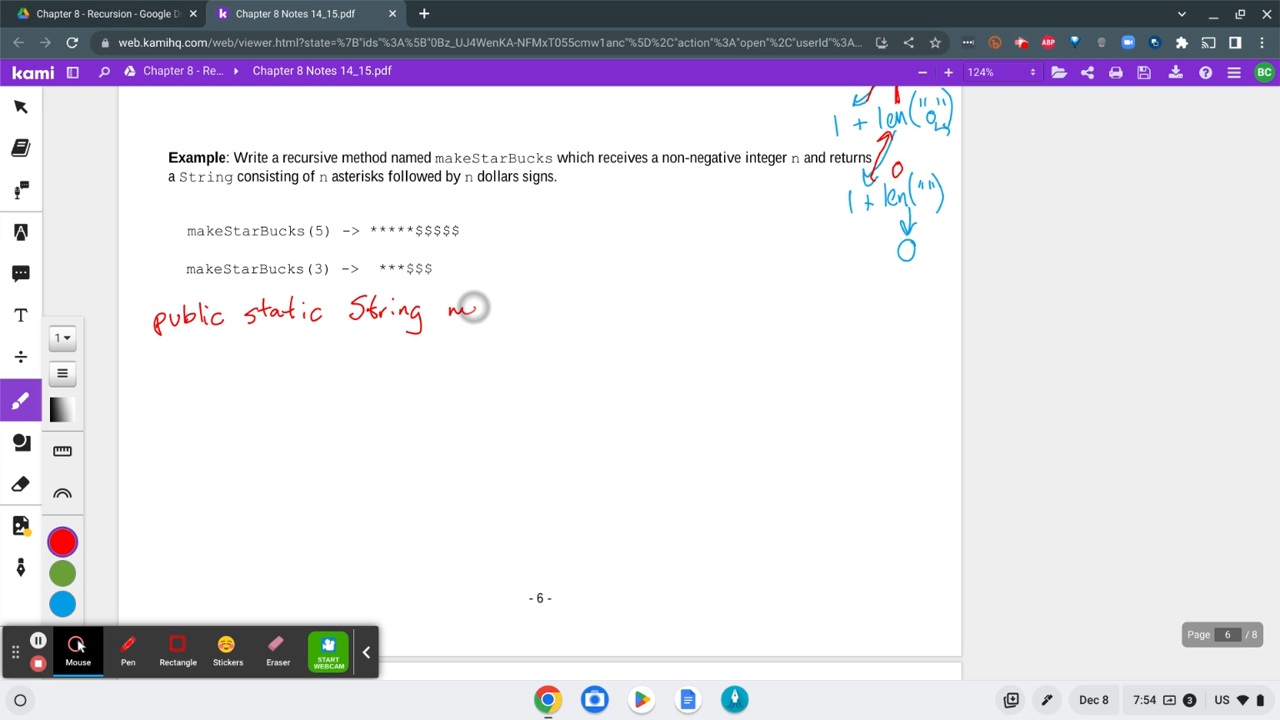 Chapter 8 - Recursion - Google D
Chapter 8 Notes 14_15.pdf
web.kamihq.com/web/viewer.html?state=%7B"ids"%3A%5B"0Bz_UJ4WenKA-NFMxT055cmw1anc"%5D%2C"action"%3A"open"%2C"userId"%3A...
kami
Chapter 8 - Re...
Chapter 8 Notes 14_15.pdf
124%
BC
1 + len("0")
Example: Write a recursive method named makeStarBucks which receives a non-negative integer n and returns
a String consisting of n asterisks followed by n dollars signs.
0
1 + len("")
0
makeStarBucks(5) -> *****$$$$$
makeStarBucks(3) -> ***$$$
public static String m
1
- 6 -
Page 6 / 8
Mouse
Pen
Rectangle
Stickers
Eraser
START
WEBCAM
Dec 8
7:54
3
US